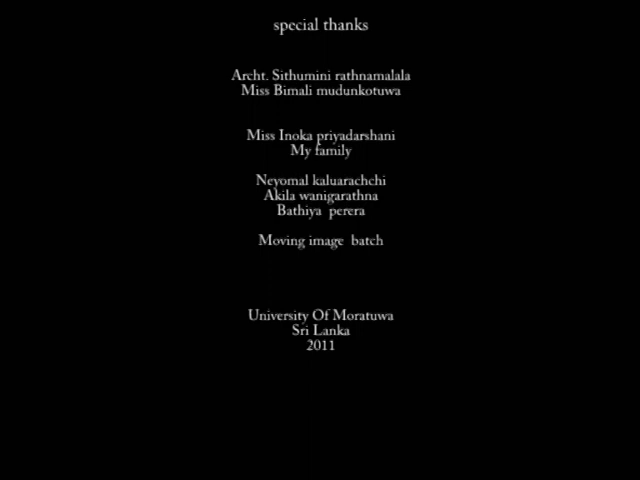 special thanks
Archt. Sithumini rathnamalala
Miss Bimali mudunkotuwa
Miss Inoka priyadarshani
My family
Neyomal kaluarachchi
Akila wanigarathna
Bathiya perera
Moving image batch
University Of Moratuwa
Sri Lanka
2011